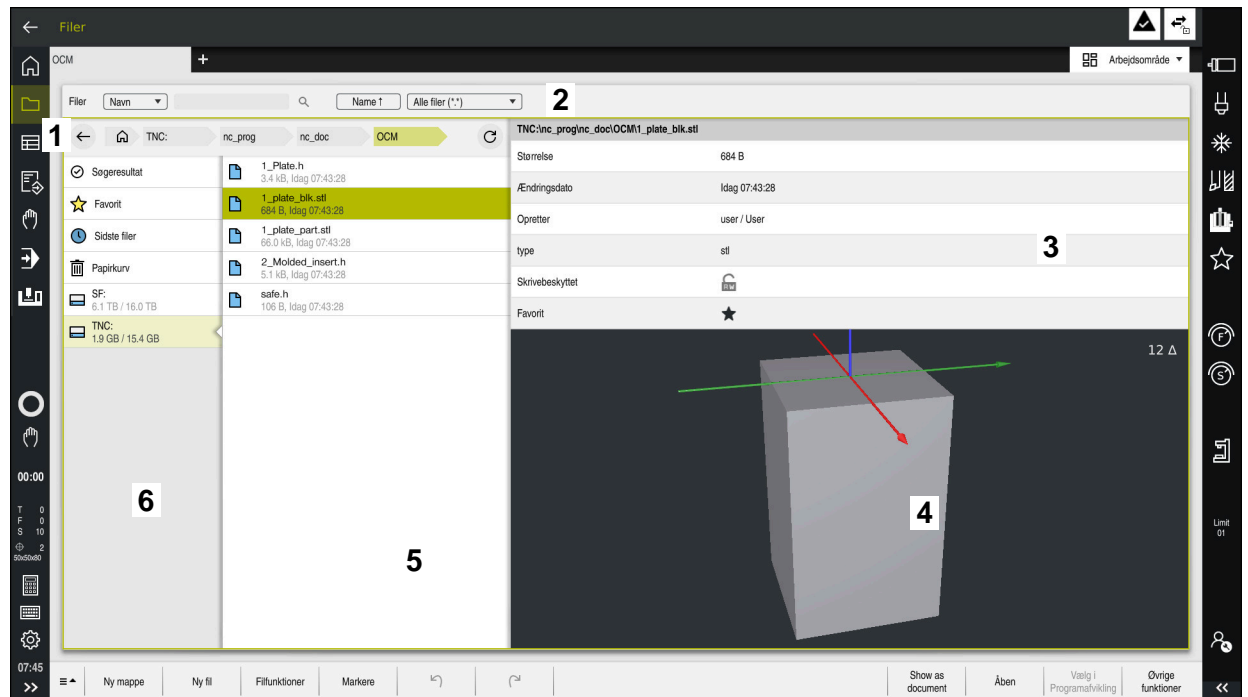 Filer
OCM
+
Arbejdsområde
Filer
Navn
Name ↑
Alle filer (*.*)
2
1
TNC:
nc_prog
nc_doc
OCM
Søgeresultat
Favorit
Sidste filer
Papirkurv
SF:
6.1 TB / 16.0 TB
TNC:
1.9 GB / 15.4 GB
6
1_Plate.h
3.4 kB, Idag 07:43:28
1_plate_blk.stl
684 B, Idag 07:43:28
1_plate_part.stl
66.0 kB, Idag 07:43:28
2_Molded_insert.h
5.1 kB, Idag 07:43:28
safe.h
106 B, Idag 07:43:28
5
TNC:\nc_prog\nc_doc\OCM\1_plate_blk.stl
Størrelse 684 B
Ændringsdato Idag 07:43:28
Opretter user / User
type stl
3
Skrivebeskyttet
RW
Favorit
12 Δ
4
00:00
T 0
F 0
S 10
2
50x50x80
07:45
F
S
Limit
01
Ny mappe
Ny fil
Filfunktioner
Markere
Show as
document
Åben
Vælg i
Programafvikling
Øvrige
funktioner